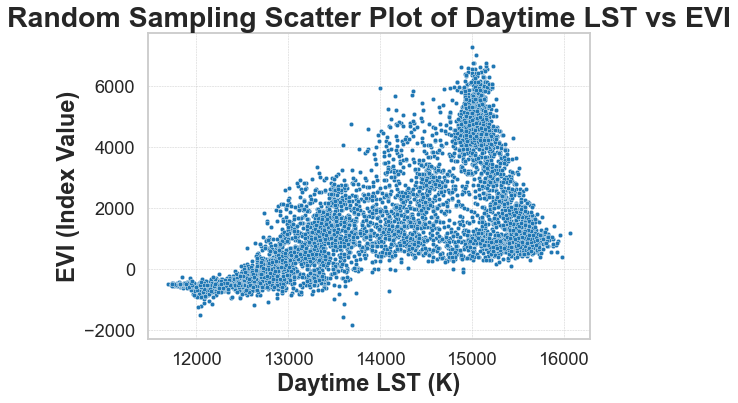 Random Sampling Scatter Plot of Daytime LST vs EVI
EVI (Index Value)
6000
4000
2000
0
−2000
12000 13000 14000 15000 16000
Daytime LST (K)